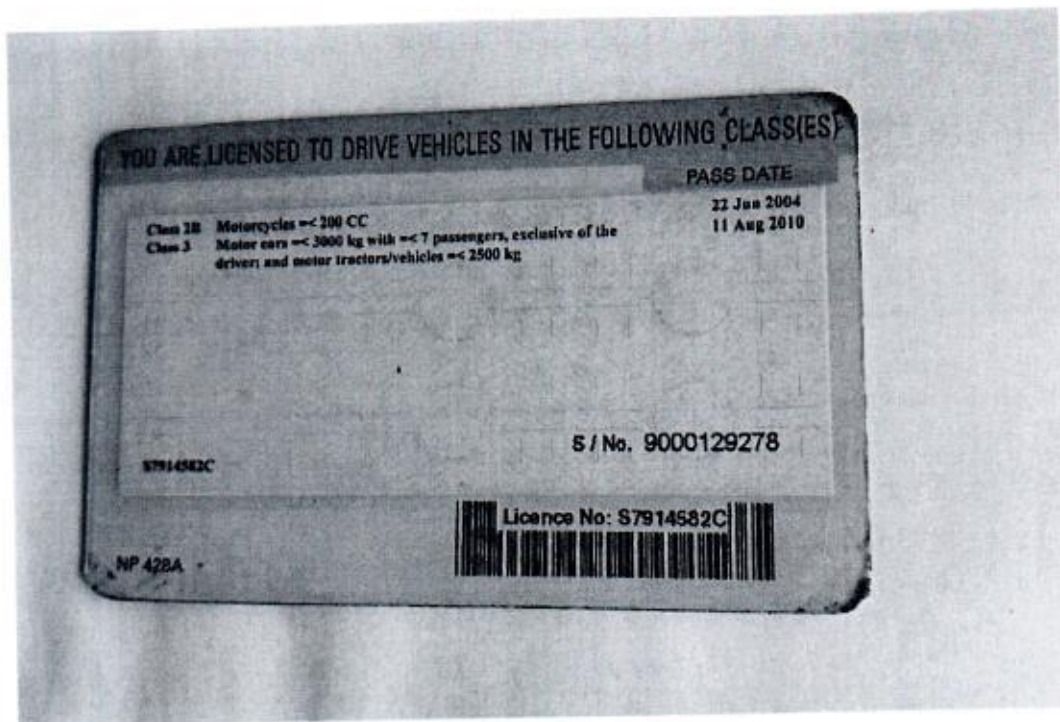 YOU ARE LICENSED TO DRIVE VEHICLES IN THE FOLLOWING CLASS(ES)
PASS DATE
Class 2B Motorcycles =< 200 CC 22 Jun 2004
Class 3 Motor cars =< 3000 kg with =< 7 passengers, exclusive of the 11 Aug 2010
driver; and motor tractors/vehicles =< 2500 kg
S / No. 9000129278
S7914582C
Licence No: S7914582C
NP 428A